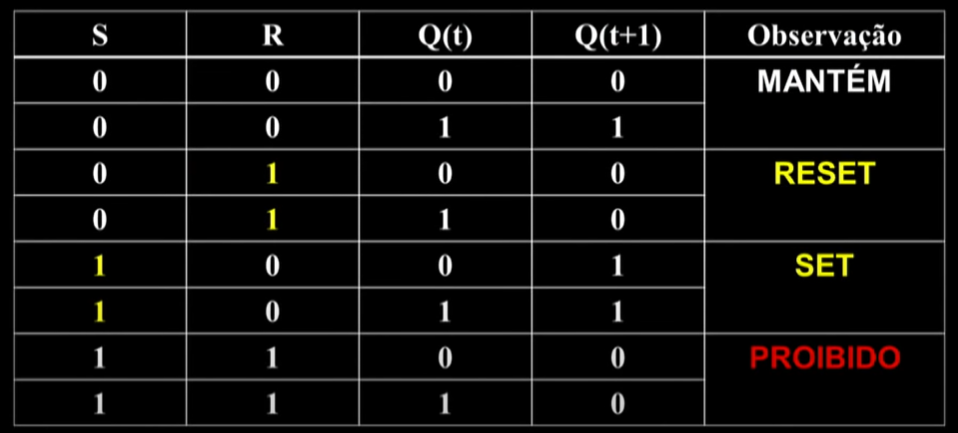 S R Q(t) Q(t+1) Observação
0 0 0 0 MANTÉM
0 0 1 1
0 1 0 0 RESET
0 1 1 0
1 0 0 1 SET
1 0 1 1
1 1 0 0 PROIBIDO
1 1 1 0